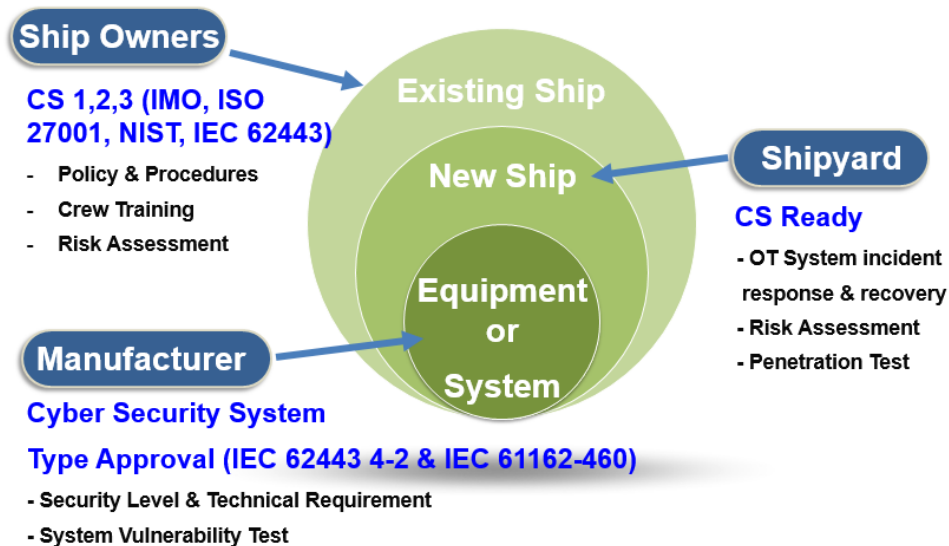 Ship Owners
CS 1,2,3 (IMO, ISO
27001, NIST, IEC 62443)
- Policy & Procedures
- Crew Training
- Risk Assessment
Existing Ship
New Ship
Equipment
or
System
Shipyard
CS Ready
- OT System incident
response & recovery
- Risk Assessment
- Penetration Test
Manufacturer
Cyber Security System
Type Approval (IEC 62443 4-2 & IEC 61162-460)
- Security Level & Technical Requirement
- System Vulnerability Test